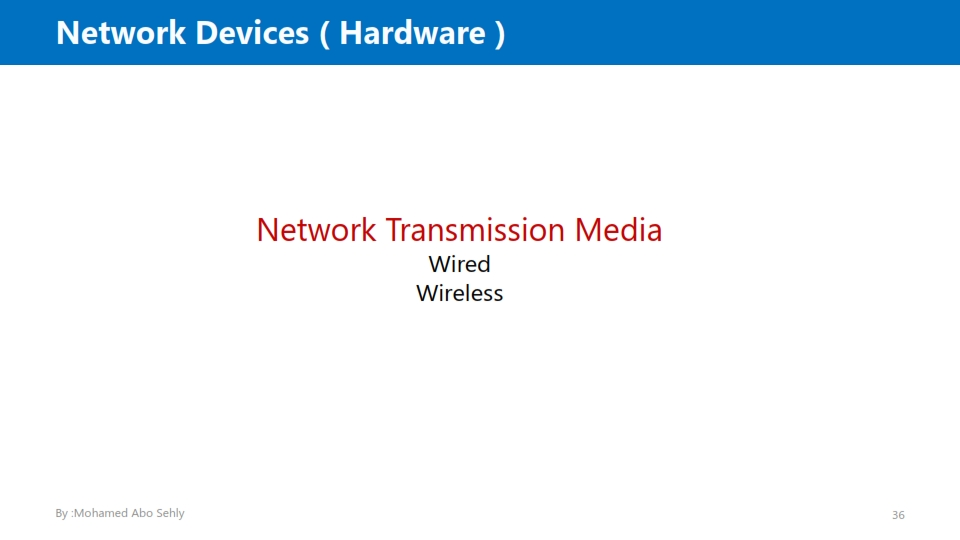 Network Devices ( Hardware )
Network Transmission Media
Wired
Wireless
By :Mohamed Abo Sehly
36